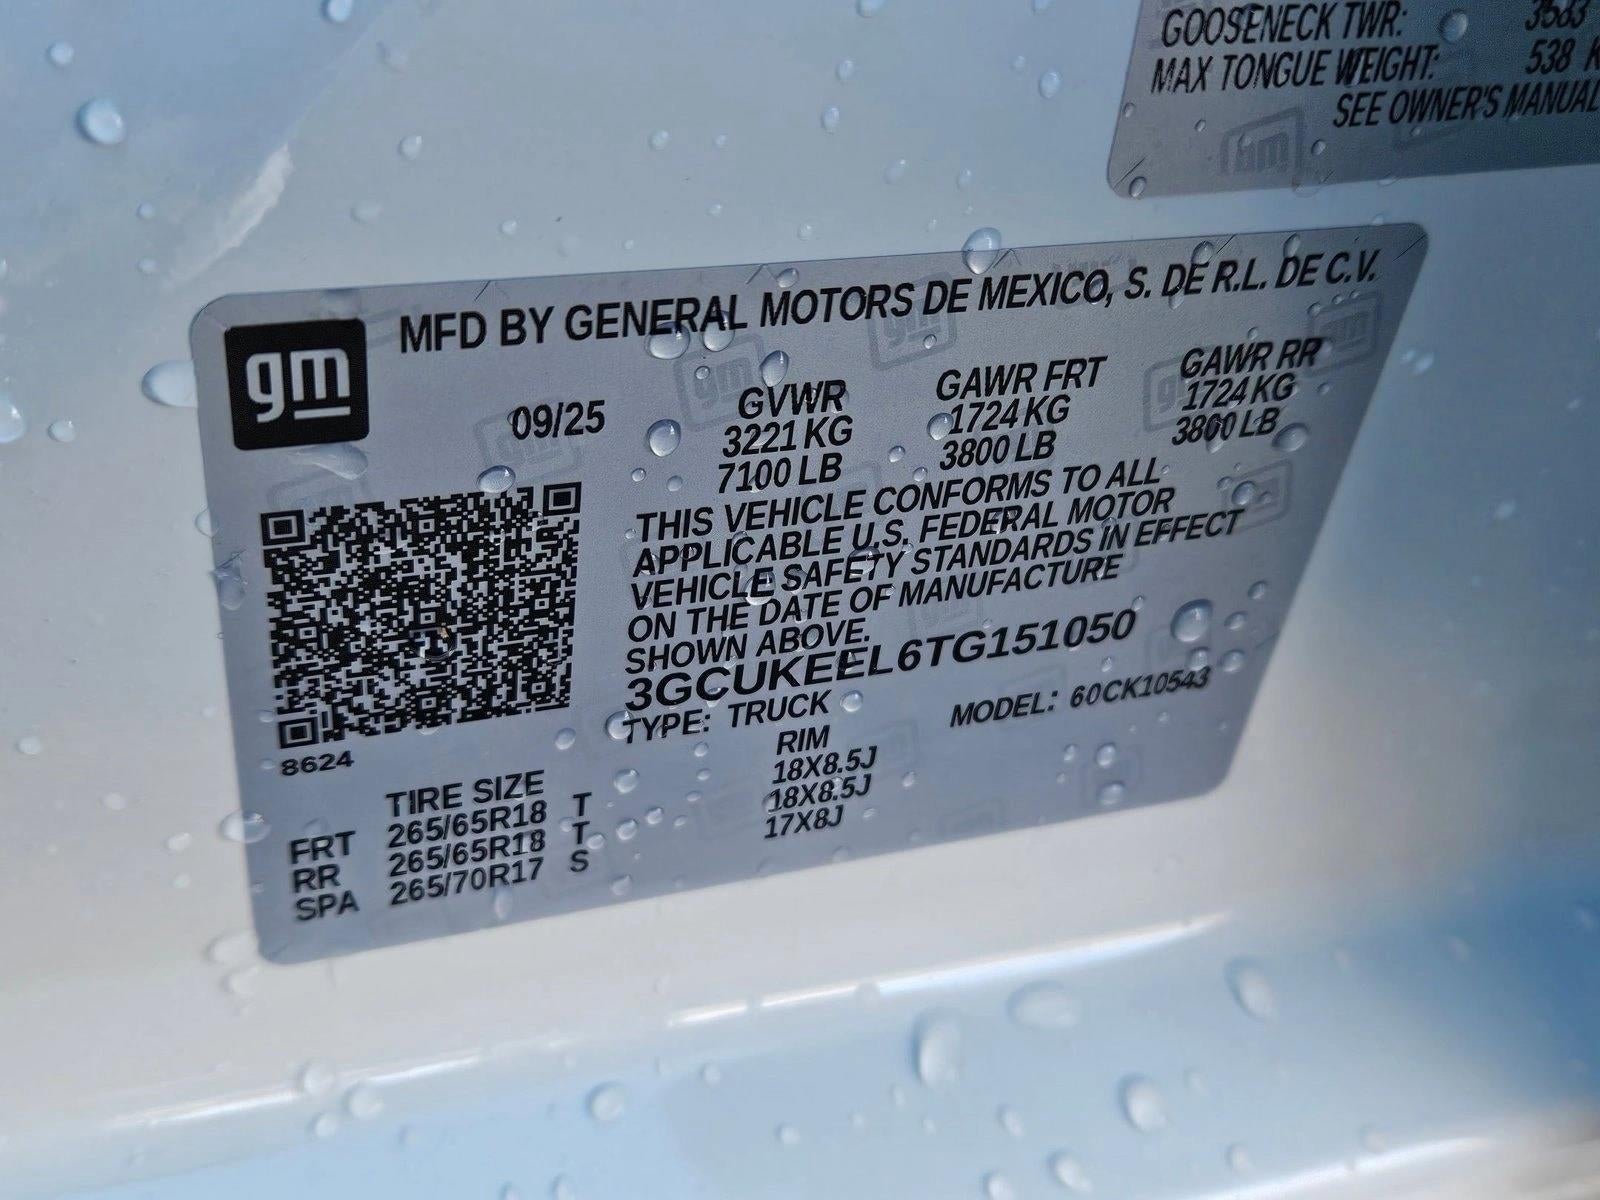 GOOSENECK TWR: 3583
MAX TONGUE WEIGHT: 538 K
SEE OWNER'S MANUAL
gm
MFD BY GENERAL MOTORS DE MEXICO, S. DE R.L. DE C.V.
09/25
GVWR GAWR FRT GAWR RR
3221 KG 1724 KG 1724 KG
7100 LB 3800 LB 3800 LB
THIS VEHICLE CONFORMS TO ALL
APPLICABLE U.S. FEDERAL MOTOR
VEHICLE SAFETY STANDARDS IN EFFECT
ON THE DATE OF MANUFACTURE
SHOWN ABOVE.
3GCUKEEL6TG151050
TYPE: TRUCK MODEL: 60CK10543
8624
TIRE SIZE RIM
FRT 265/65R18 T 18X8.5J
RR 265/65R18 T 18X8.5J
SPA 265/70R17 S 17X8J